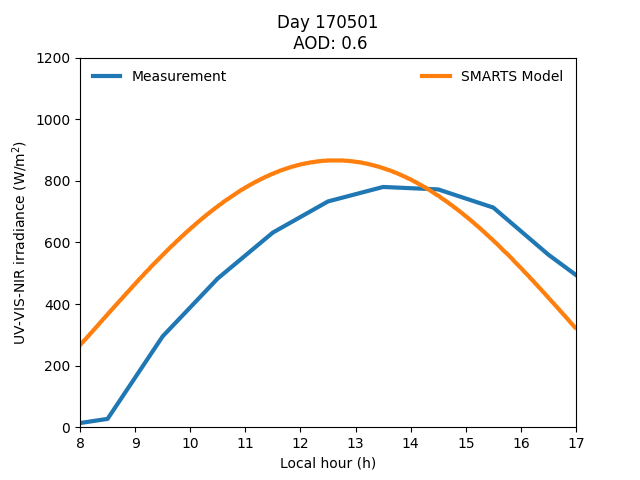 Day 170501
AOD: 0.6
Measurement
SMARTS Model
UV-VIS-NIR irradiance (W/m²)
1200
1000
800
600
400
200
0
8 9 10 11 12 13 14 15 16 17
Local hour (h)